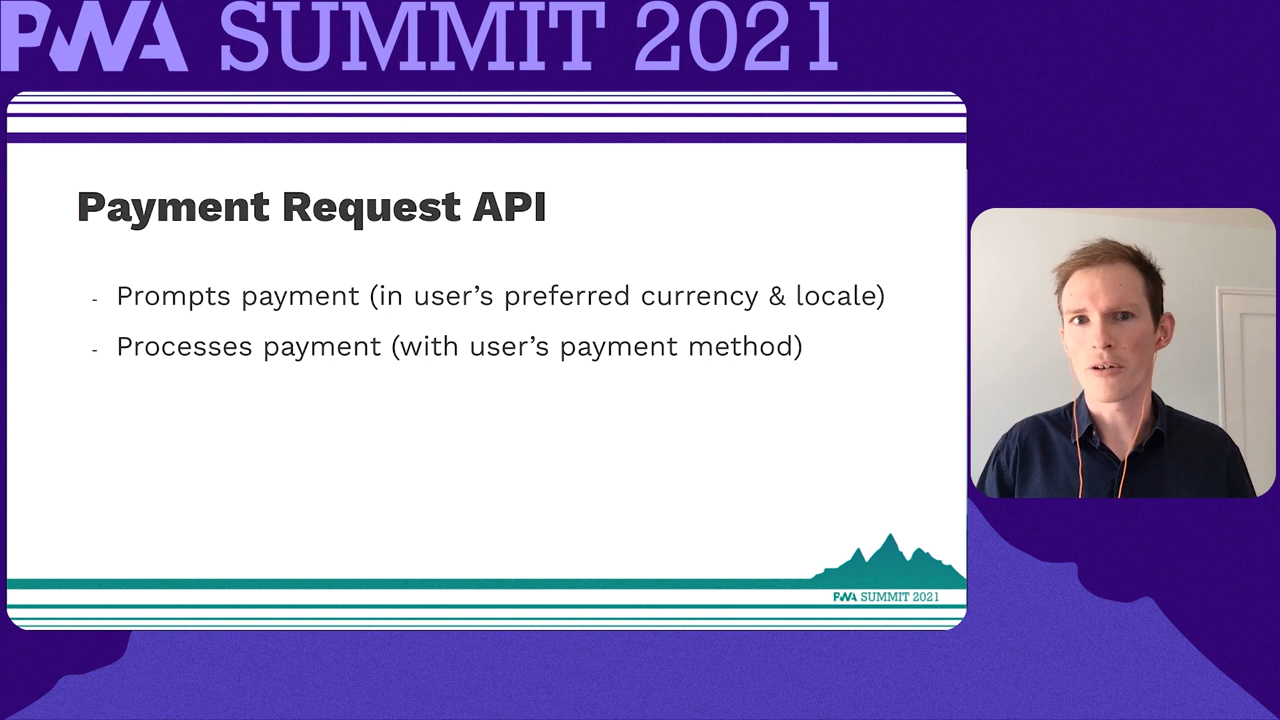 PWA SUMMIT 2021
Payment Request API
- Prompts payment (in user’s preferred currency & locale)
- Processes payment (with user’s payment method)
PWA SUMMIT 2021